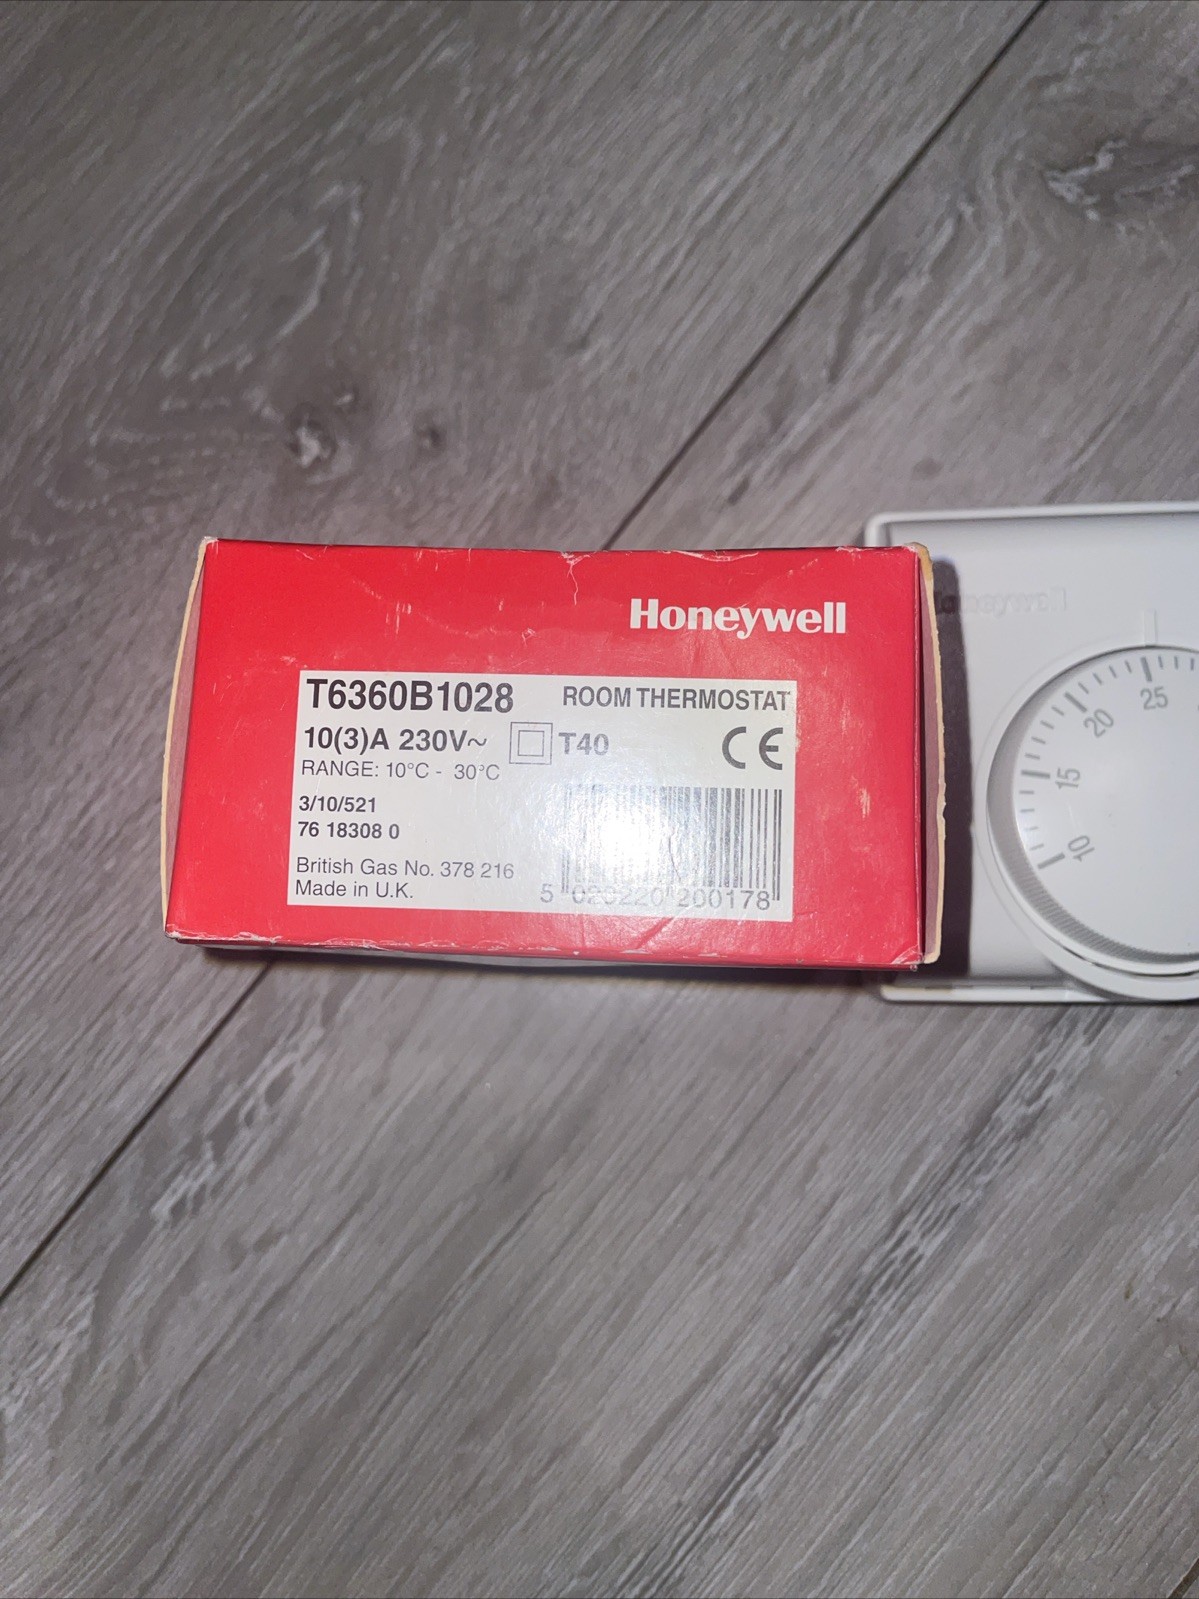 Honeywell
T6360B1028 ROOM THERMOSTAT
10(3)A 230V~ T40 CE
RANGE: 10°C - 30°C
3/10/521
76 18308 0
British Gas No. 378 216
Made in U.K.
5 020220 200178
Honeywell
10 15 20 25